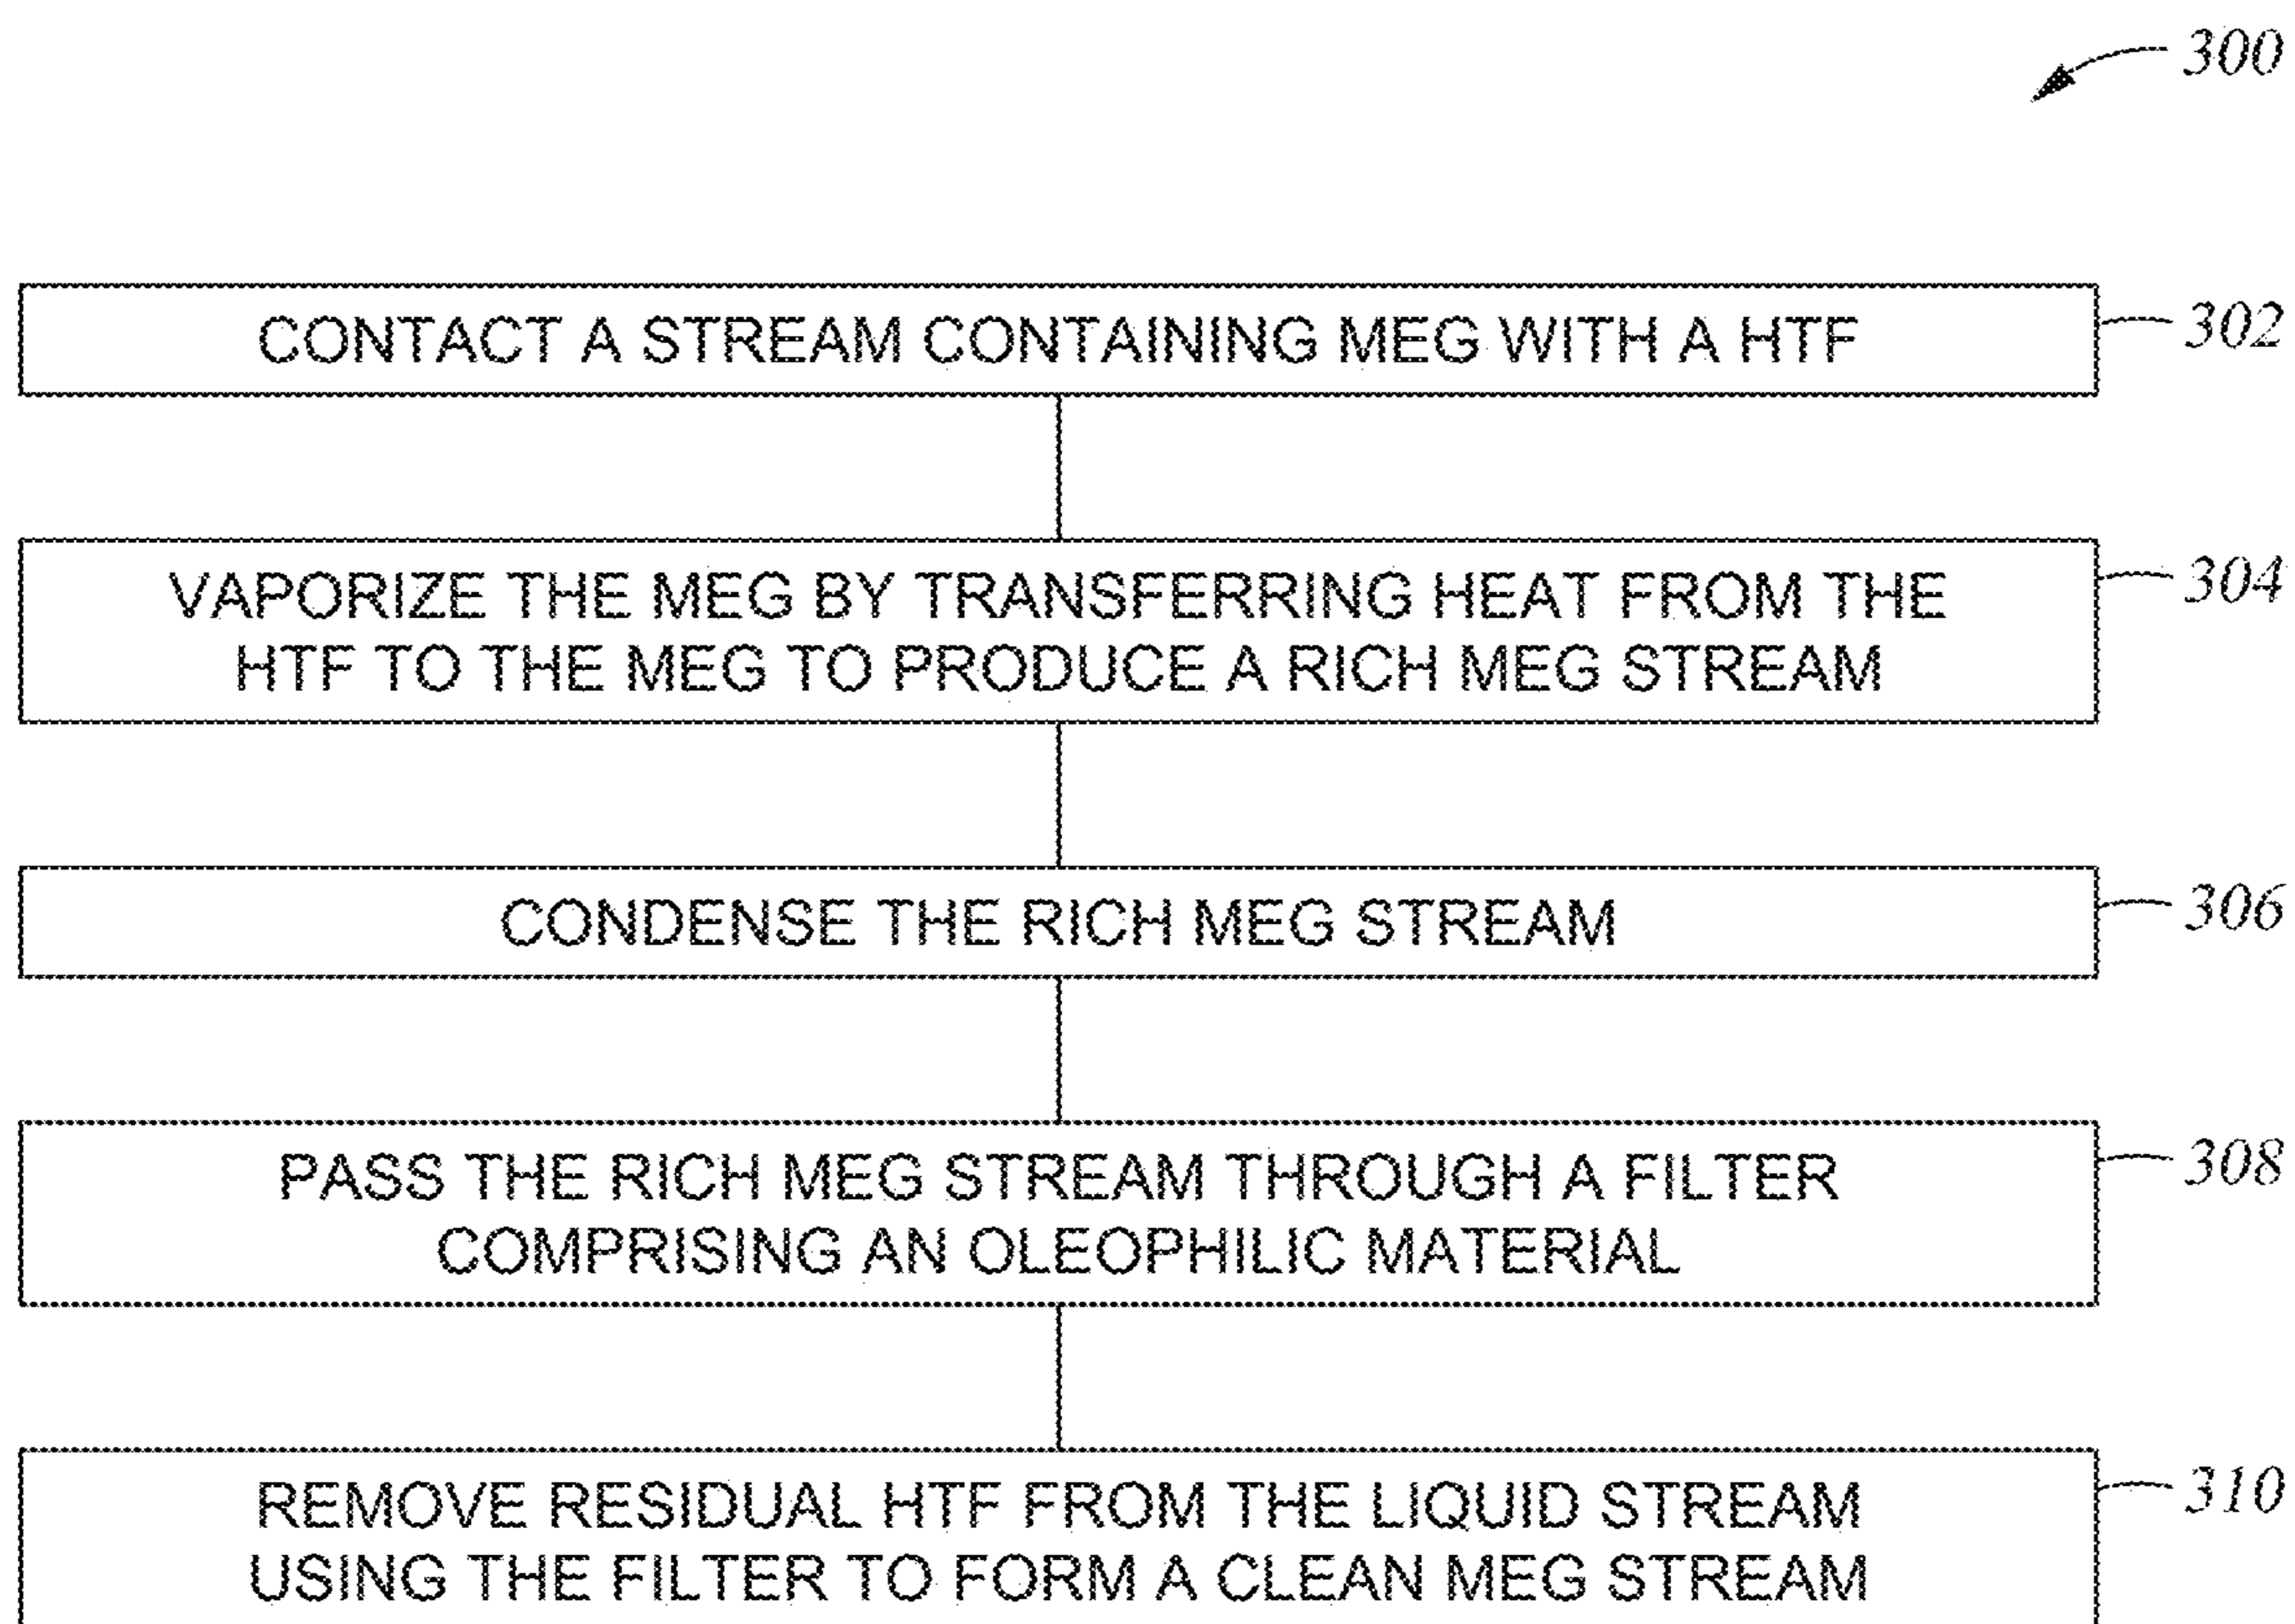 300
CONTACT A STREAM CONTAINING MEG WITH A HTF
302
VAPORIZE THE MEG BY TRANSFERRING HEAT FROM THE
HTF TO THE MEG TO PRODUCE A RICH MEG STREAM
304
CONDENSE THE RICH MEG STREAM
306
PASS THE RICH MEG STREAM THROUGH A FILTER
COMPRISING AN OLEOPHILIC MATERIAL
308
REMOVE RESIDUAL HTF FROM THE LIQUID STREAM
USING THE FILTER TO FORM A CLEAN MEG STREAM
310